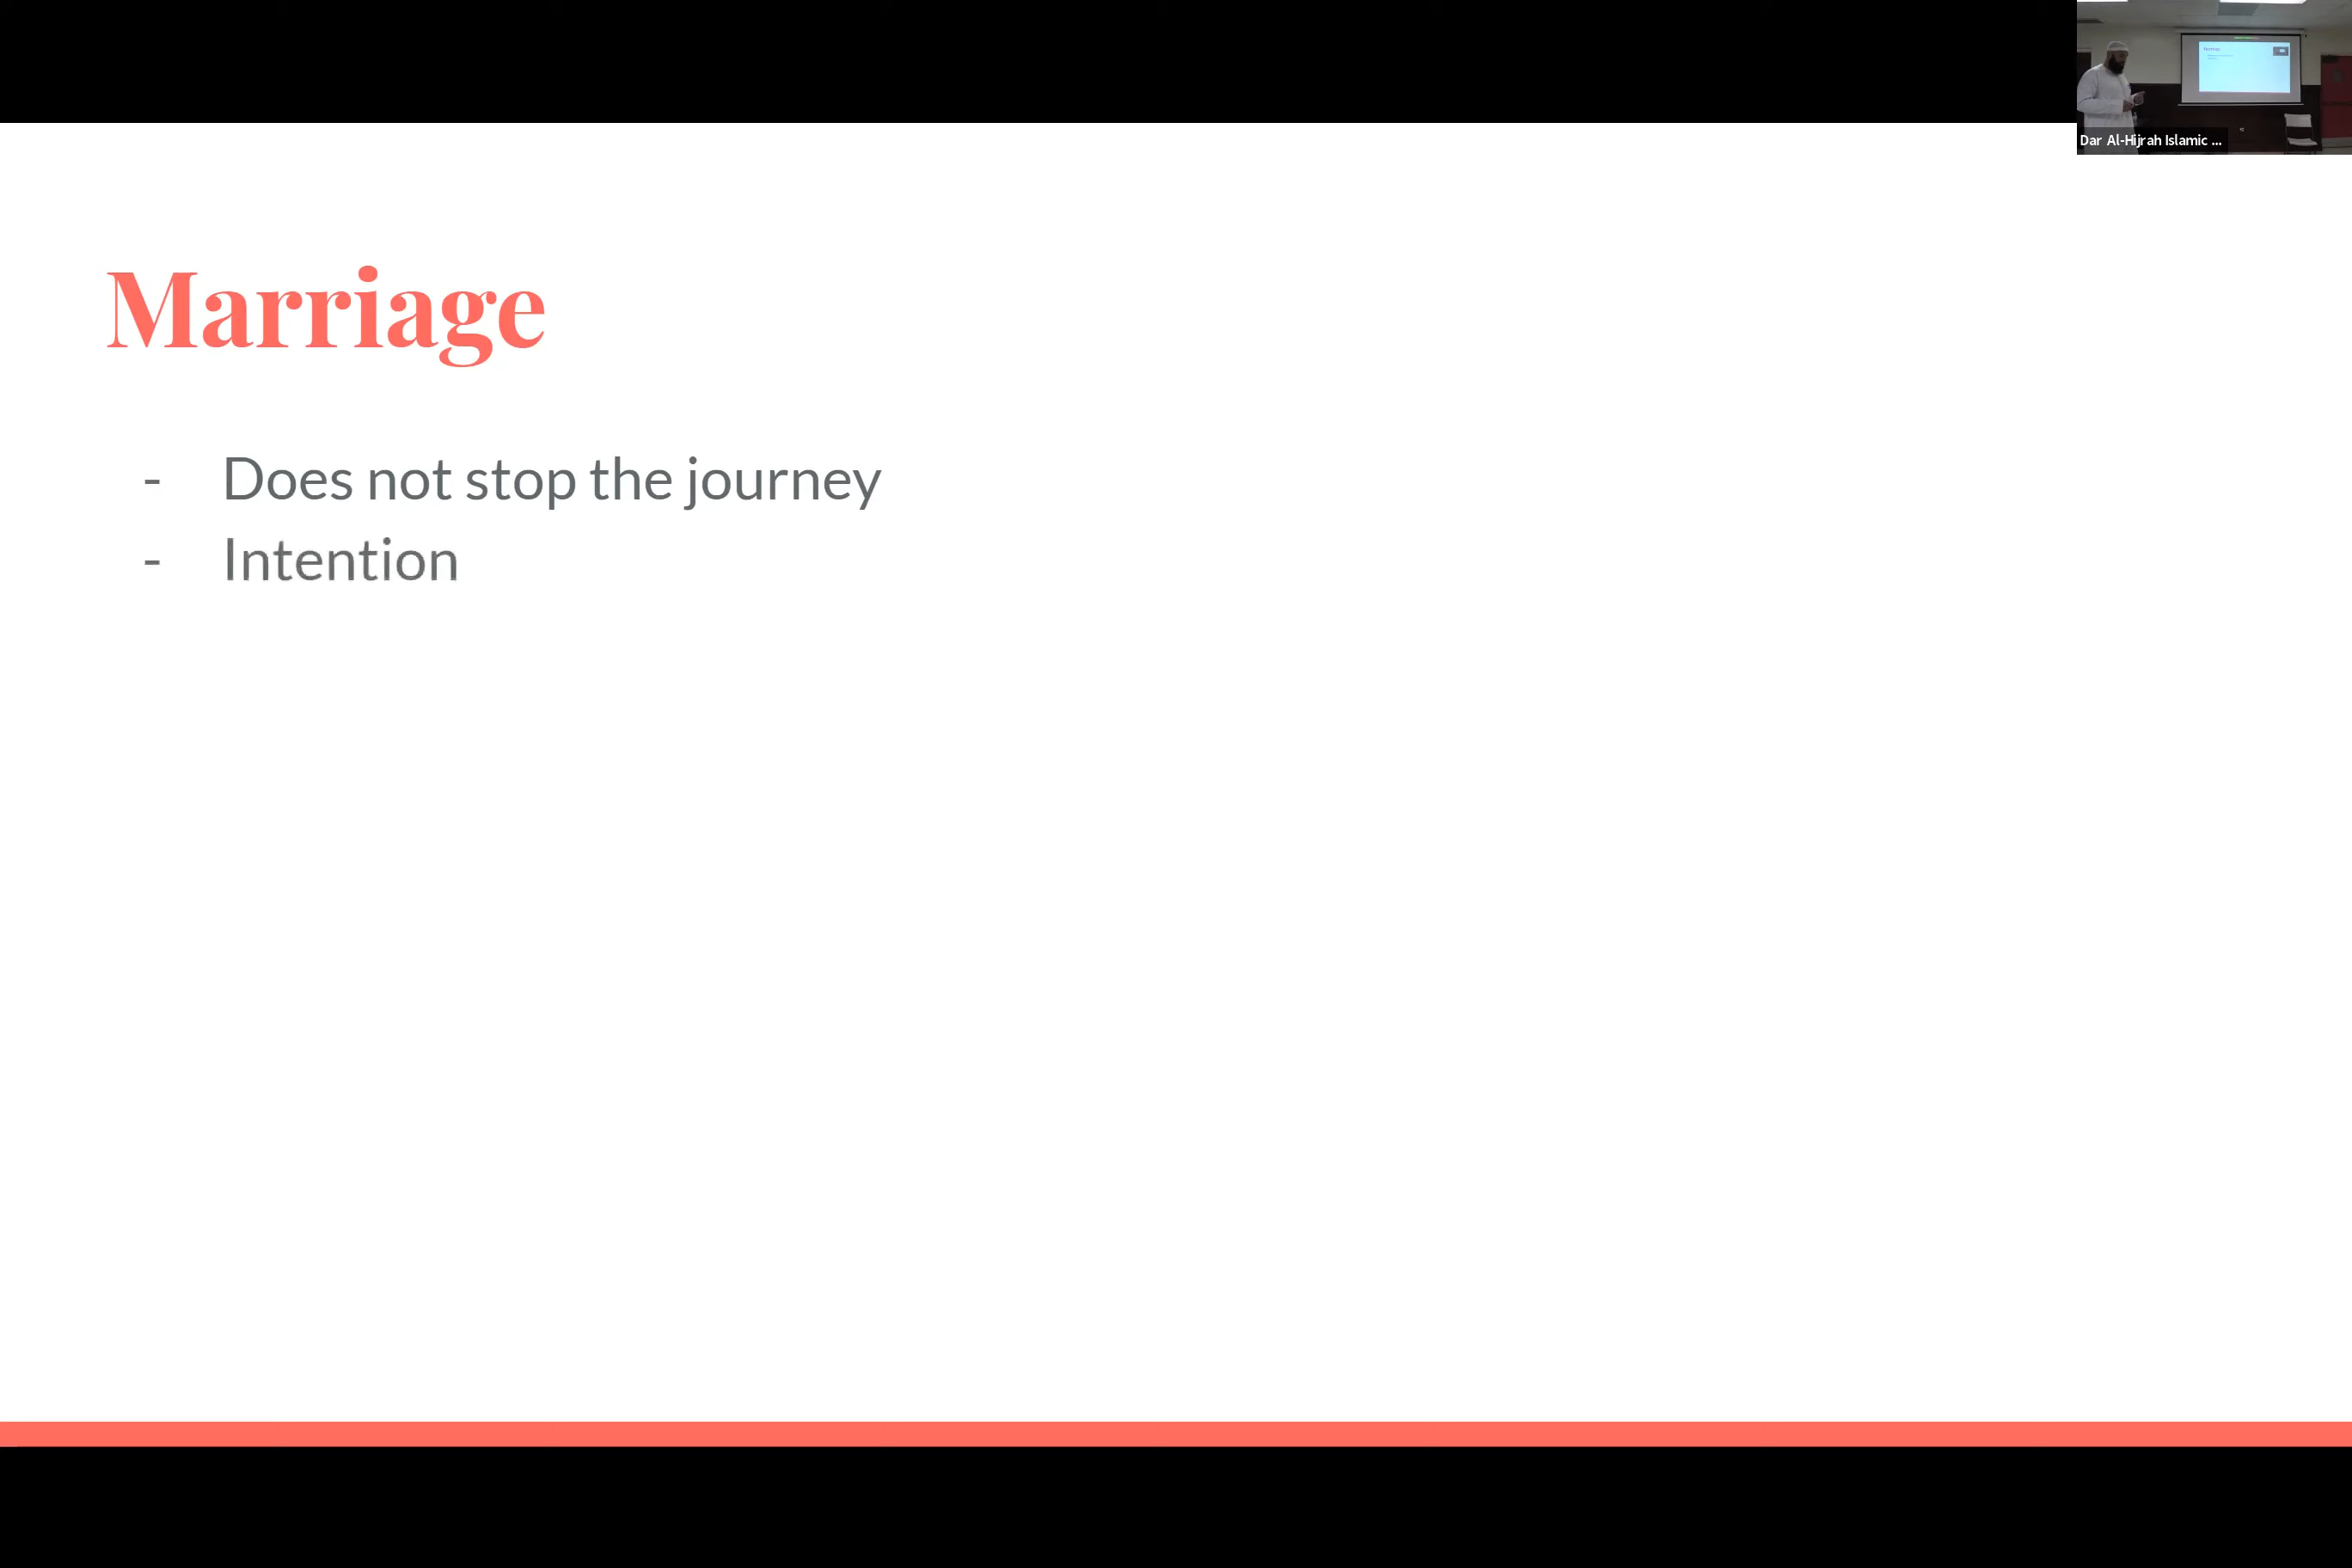 Dar Al-Hijrah Islamic ...
Marriage
- Does not stop the journey
- Intention